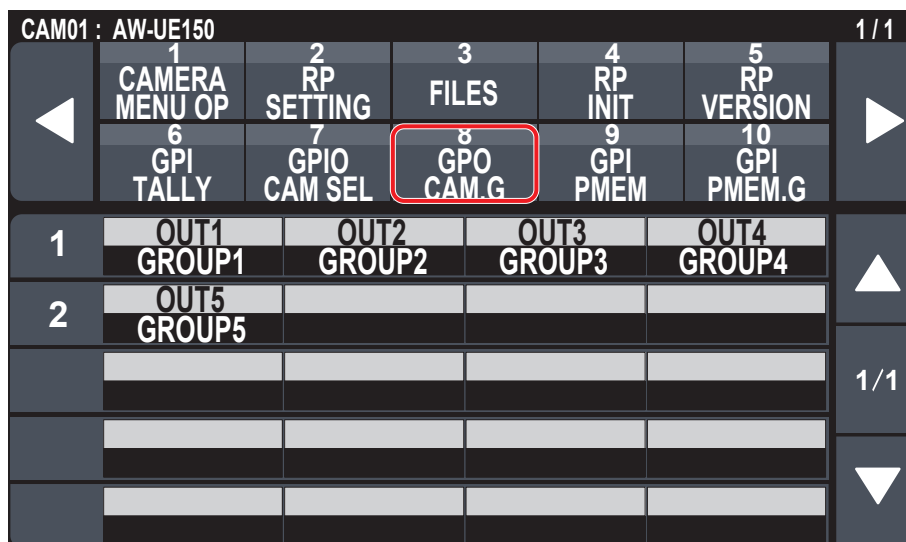 CAM01 : AW-UE150 1 / 1
1 2 3 4 5
CAMERA MENU OP RP SETTING FILES RP INIT RP VERSION
6 7 8 9 10
GPI TALLY GPIO CAM SEL GPO CAM.G GPI PMEM GPI PMEM.G
1 OUT1 OUT2 OUT3 OUT4
GROUP1 GROUP2 GROUP3 GROUP4
2 OUT5
GROUP5
1/1